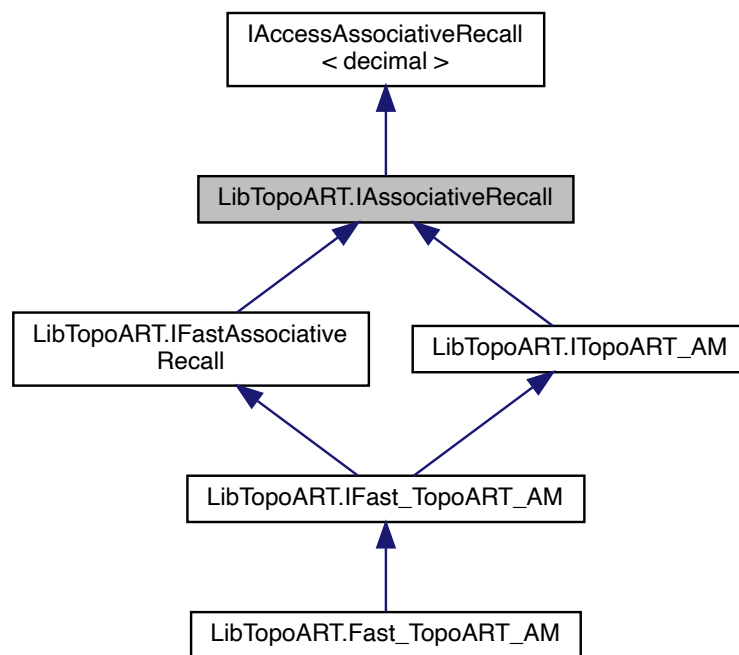 IAccessAssociativeRecall
< decimal >
LibTopoART.IAssociativeRecall
LibTopoART.IFastAssociative
Recall
LibTopoART.ITopoART_AM
LibTopoART.IFast_TopoART_AM
LibTopoART.Fast_TopoART_AM